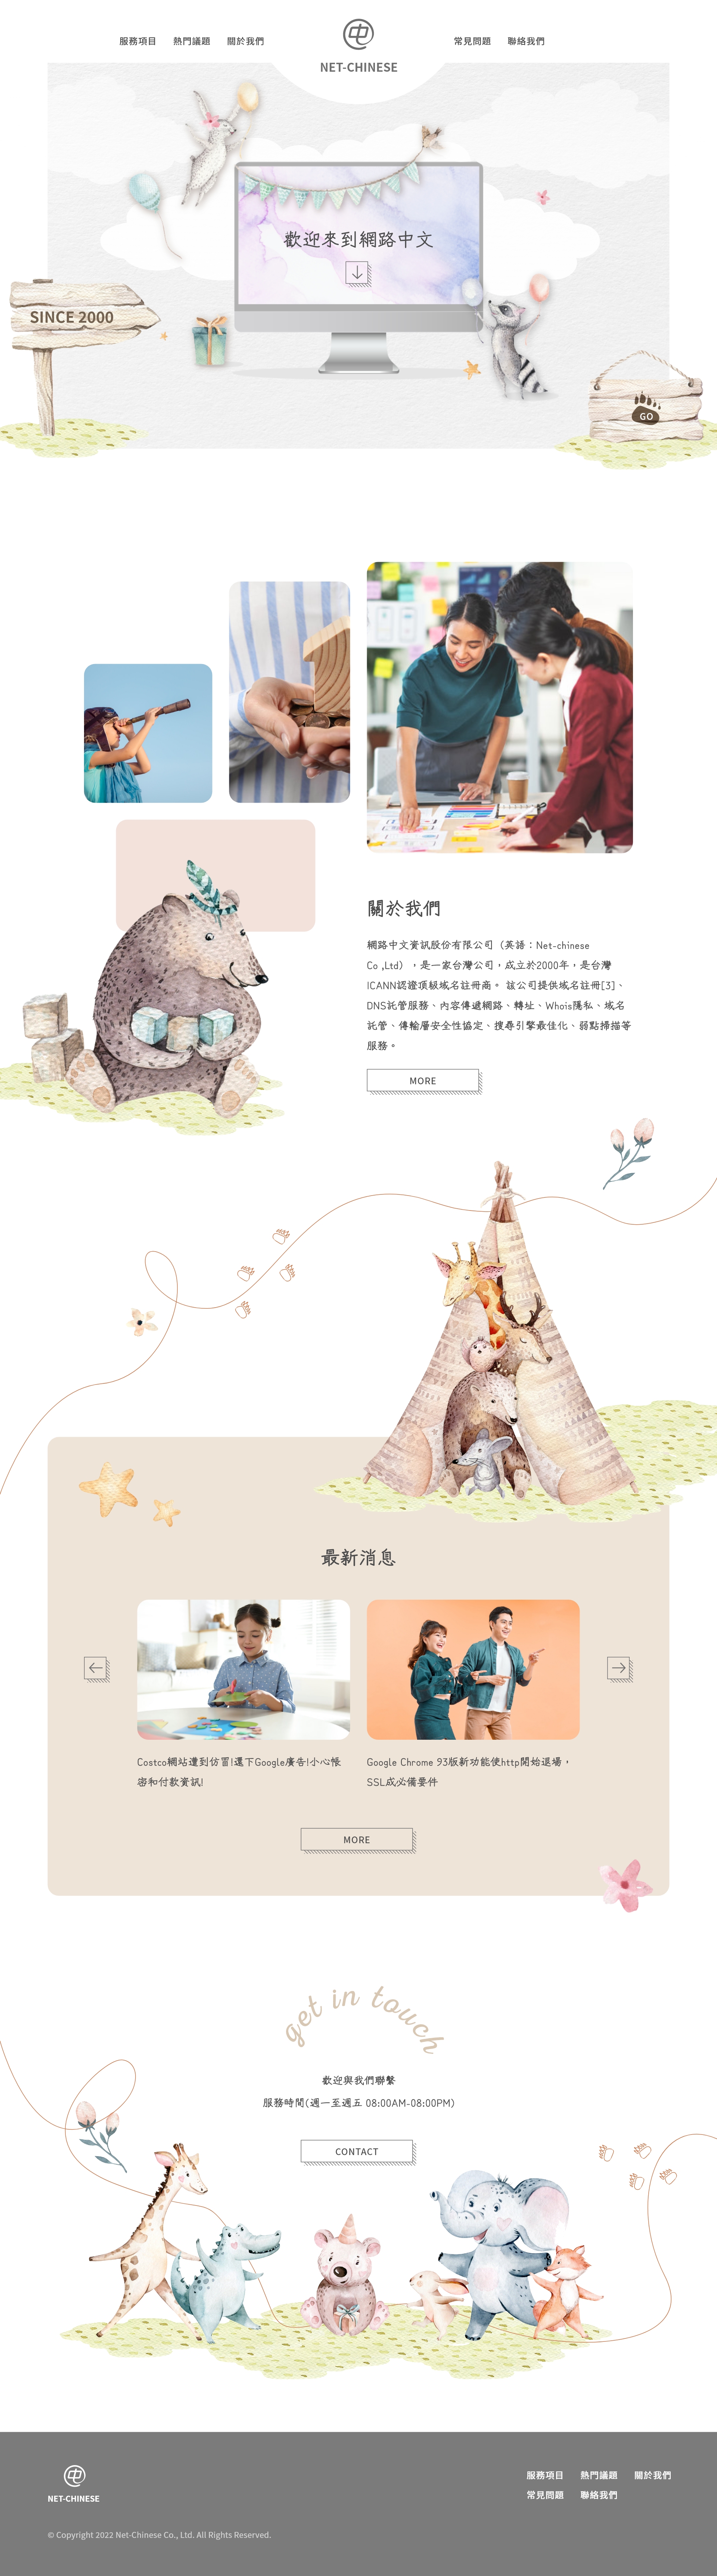 服務項目
熱門議題
關於我們
中
NET-CHINESE
常見問題
聯絡我們
歡迎來到網路中文
SINCE 2000
GO
關於我們
網路中文資訊股份有限公司（英語：Net-chinese
Co ,Ltd），是一家台灣公司，成立於2000年，是台灣
ICANN認證頂級域名註冊商。 該公司提供域名註冊[3]、
DNS託管服務、內容傳遞網路、轉址、Whois隱私、域名
託管、傳輸層安全性協定、搜尋引擎最佳化、弱點掃描等
服務。
MORE
最新消息
Costco網站遭到仿冒!還下Google廣告!小心帳
密和付款資訊!
Google Chrome 93版新功能使http開始退場，
SSL成必備要件
MORE
get in touch
歡迎與我們聯繫
服務時間(週一至週五 08:00AM-08:00PM)
CONTACT
中
NET-CHINESE
服務項目
熱門議題
關於我們
常見問題
聯絡我們
© Copyright 2022 Net-Chinese Co., Ltd. All Rights Reserved.